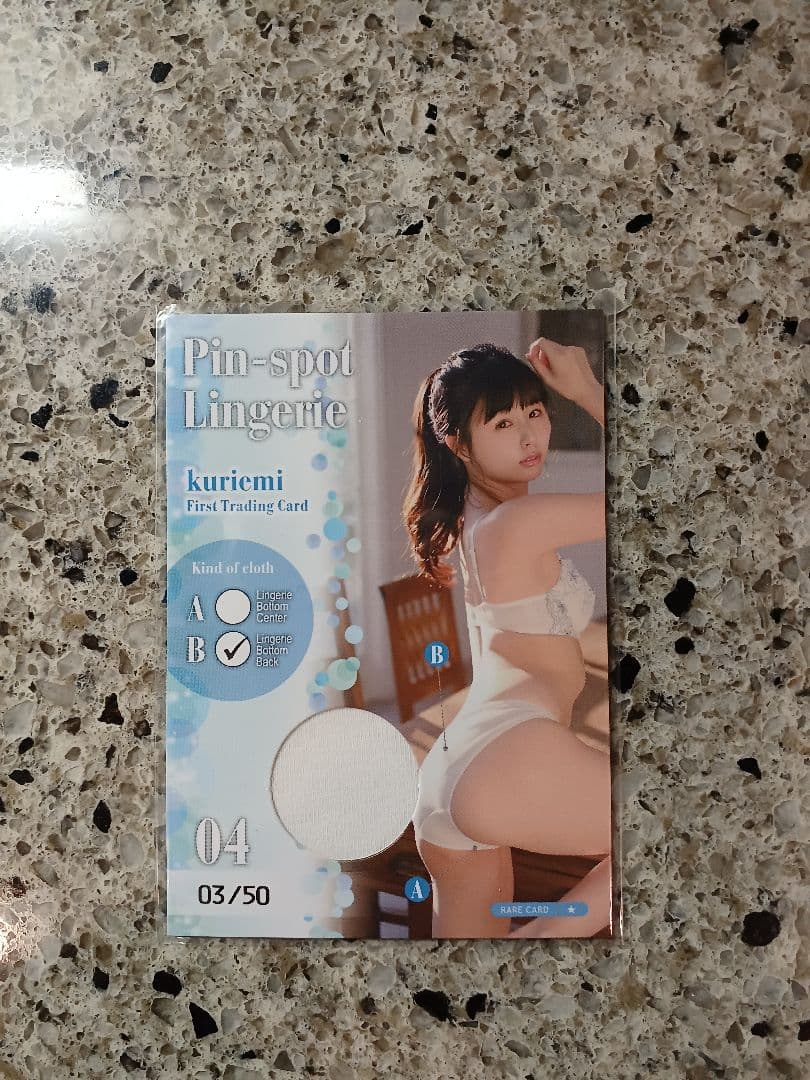 Pin-spot
Lingerie
kuriemi
First Trading Card
Kind of cloth
A Lingerie
Bottom
Center
B Lingerie
Bottom
Back
B
04
03/50
A
RARE CARD ★